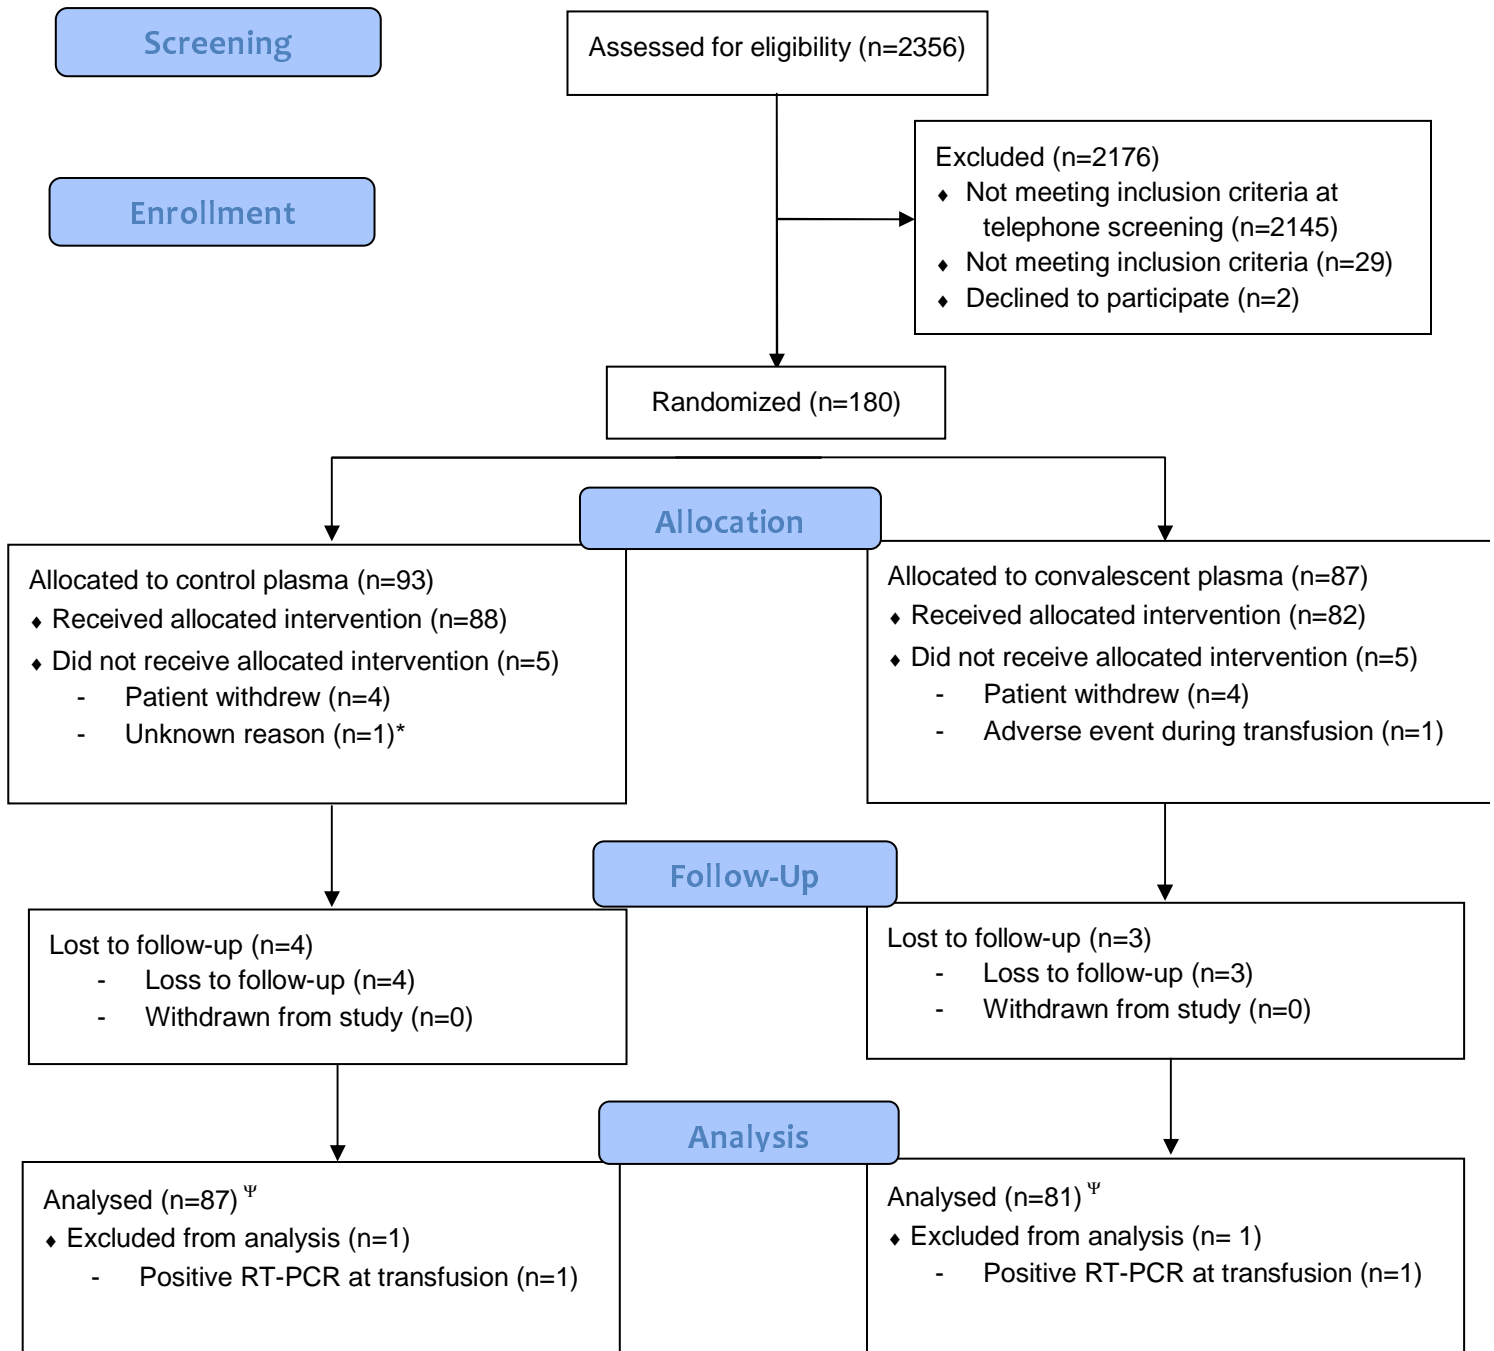 Screening
Assessed for eligibility (n=2356)
Excluded (n=2176)
♦ Not meeting inclusion criteria at
telephone screening (n=2145)
♦ Not meeting inclusion criteria (n=29)
♦ Declined to participate (n=2)
Enrollment
Randomized (n=180)
Allocation
Allocated to control plasma (n=93)
♦ Received allocated intervention (n=88)
♦ Did not receive allocated intervention (n=5)
- Patient withdrew (n=4)
- Unknown reason (n=1)*
Allocated to convalescent plasma (n=87)
♦ Received allocated intervention (n=82)
♦ Did not receive allocated intervention (n=5)
- Patient withdrew (n=4)
- Adverse event during transfusion (n=1)
Follow-Up
Lost to follow-up (n=4)
- Loss to follow-up (n=4)
- Withdrawn from study (n=0)
Lost to follow-up (n=3)
- Loss to follow-up (n=3)
- Withdrawn from study (n=0)
Analysis
Analysed (n=87) Ψ
♦ Excluded from analysis (n=1)
- Positive RT-PCR at transfusion (n=1)
Analysed (n=81) Ψ
♦ Excluded from analysis (n= 1)
- Positive RT-PCR at transfusion (n=1)